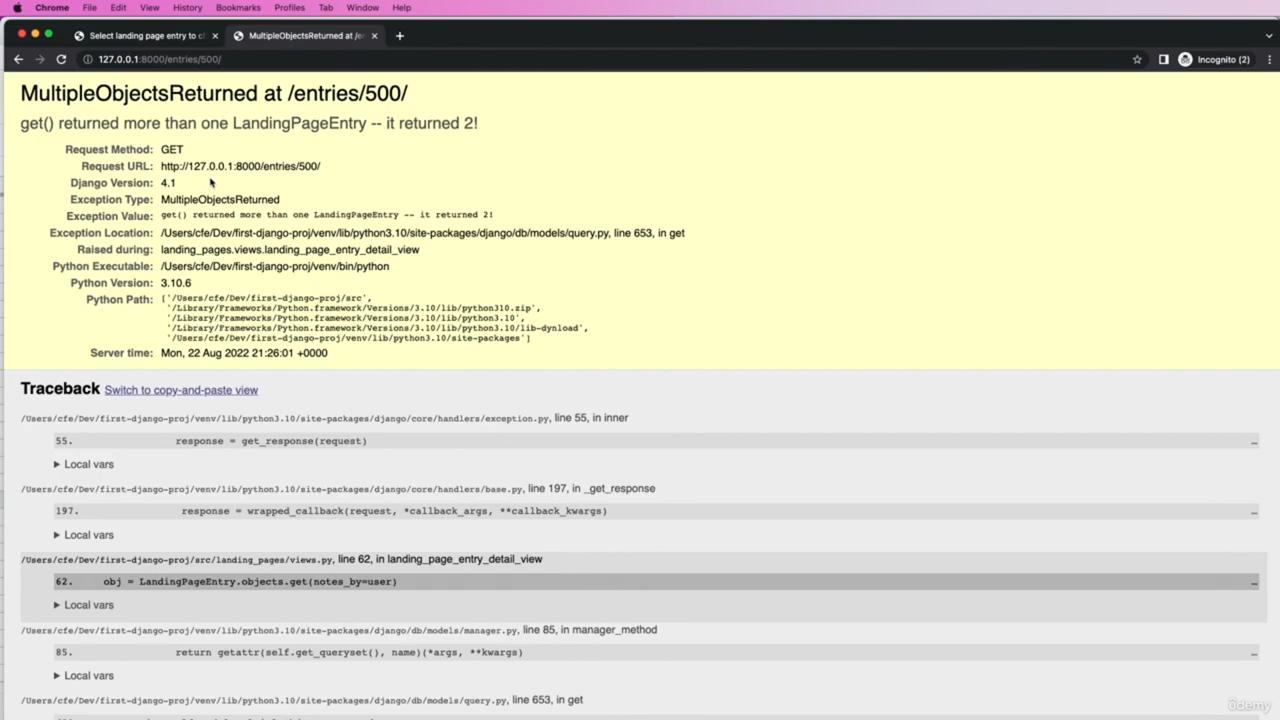 Chrome File Edit View History Bookmarks Profiles Tab Window Help
Select landing page entry to cl × MultipleObjectsReturned at /en × +
127.0.0.1:8000/entries/500/ Incognito (2)
MultipleObjectsReturned at /entries/500/
get() returned more than one LandingPageEntry -- it returned 2!
Request Method: GET
Request URL: http://127.0.0.1:8000/entries/500/
Django Version: 4.1
Exception Type: MultipleObjectsReturned
Exception Value: get() returned more than one LandingPageEntry -- it returned 2!
Exception Location: /Users/cfe/Dev/first-django-proj/venv/lib/python3.10/site-packages/django/db/models/query.py, line 653, in get
Raised during: landing_pages.views.landing_page_entry_detail_view
Python Executable: /Users/cfe/Dev/first-django-proj/venv/bin/python
Python Version: 3.10.6
Python Path: ['/Users/cfe/Dev/first-django-proj/src',
'/Library/Frameworks/Python.framework/Versions/3.10/lib/python310.zip',
'/Library/Frameworks/Python.framework/Versions/3.10/lib/python3.10',
'/Library/Frameworks/Python.framework/Versions/3.10/lib/python3.10/lib-dynload',
'/Users/cfe/Dev/first-django-proj/venv/lib/python3.10/site-packages']
Server time: Mon, 22 Aug 2022 21:26:01 +0000
Traceback Switch to copy-and-paste view
/Users/cfe/Dev/first-django-proj/venv/lib/python3.10/site-packages/django/core/handlers/exception.py, line 55, in inner
55. response = get_response(request) …
▶ Local vars
/Users/cfe/Dev/first-django-proj/venv/lib/python3.10/site-packages/django/core/handlers/base.py, line 197, in _get_response
197. response = wrapped_callback(request, *callback_args, **callback_kwargs) …
▶ Local vars
/Users/cfe/Dev/first-django-proj/src/landing_pages/views.py, line 62, in landing_page_entry_detail_view
62. obj = LandingPageEntry.objects.get(notes_by=user) …
▶ Local vars
/Users/cfe/Dev/first-django-proj/venv/lib/python3.10/site-packages/django/db/models/manager.py, line 85, in manager_method
85. return getattr(self.get_queryset(), name)(*args, **kwargs) …
▶ Local vars
/Users/cfe/Dev/first-django-proj/venv/lib/python3.10/site-packages/django/db/models/query.py, line 653, in get
ûdemy